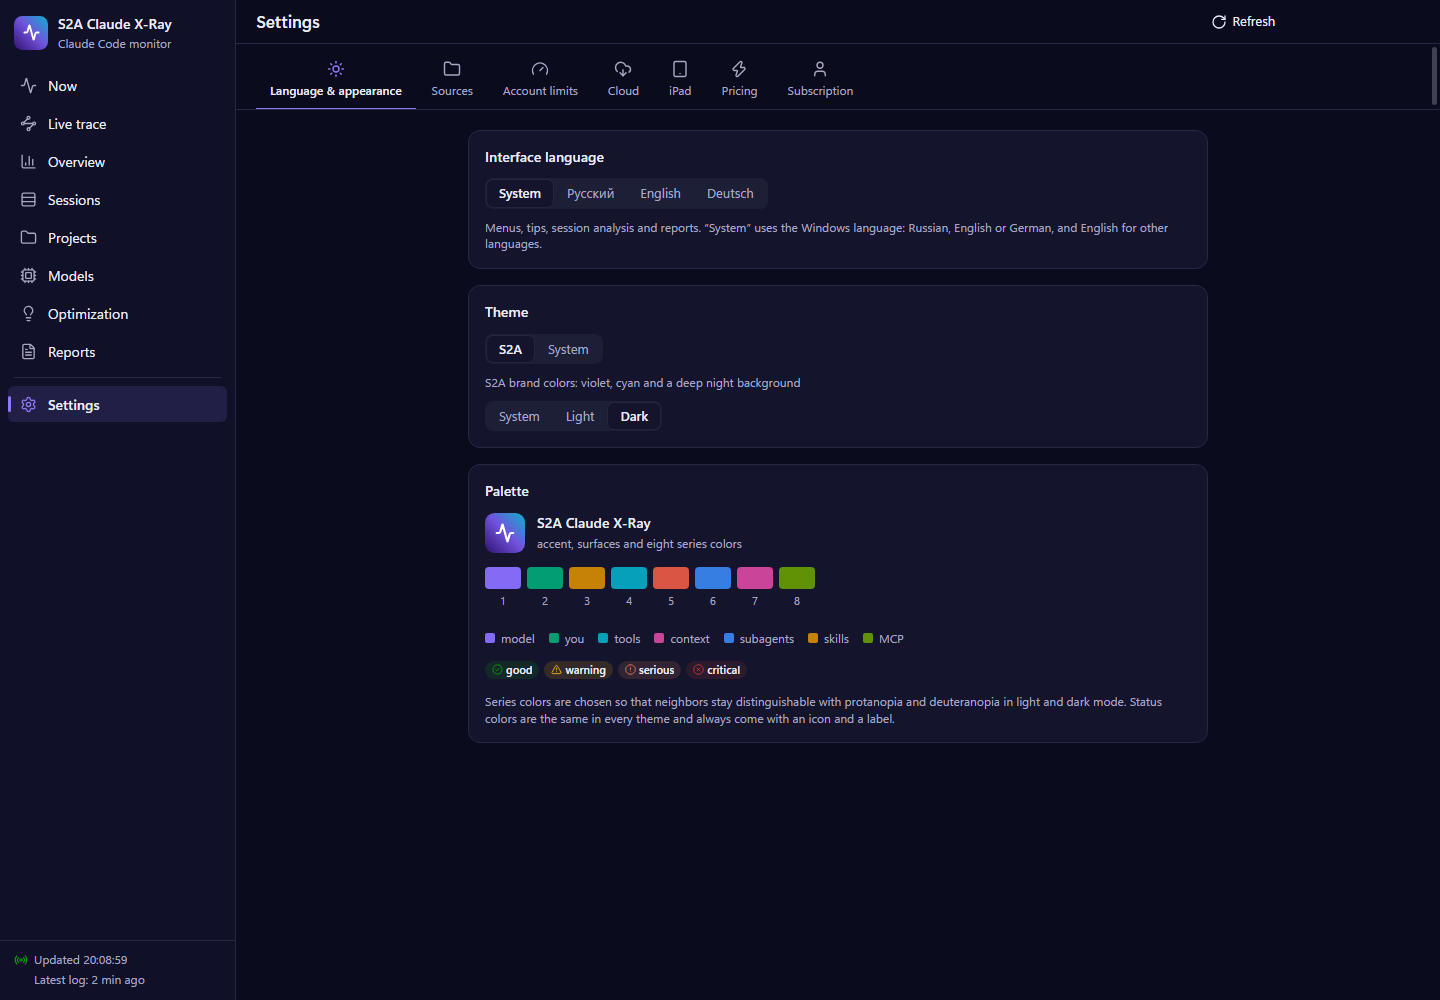 S2A Claude X-Ray
Claude Code monitor
Now
Live trace
Overview
Sessions
Projects
Models
Optimization
Reports
Settings
Updated 20:08:59
Latest log: 2 min ago
Settings
Refresh
Language & appearance
Sources
Account limits
Cloud
iPad
Pricing
Subscription
Interface language
System Русский English Deutsch
Menus, tips, session analysis and reports. “System” uses the Windows language: Russian, English or German, and English for other
languages.
Theme
S2A System
S2A brand colors: violet, cyan and a deep night background
System Light Dark
Palette
S2A Claude X-Ray
accent, surfaces and eight series colors
1 2 3 4 5 6 7 8
model you tools context subagents skills MCP
good warning serious critical
Series colors are chosen so that neighbors stay distinguishable with protanopia and deuteranopia in light and dark mode. Status
colors are the same in every theme and always come with an icon and a label.